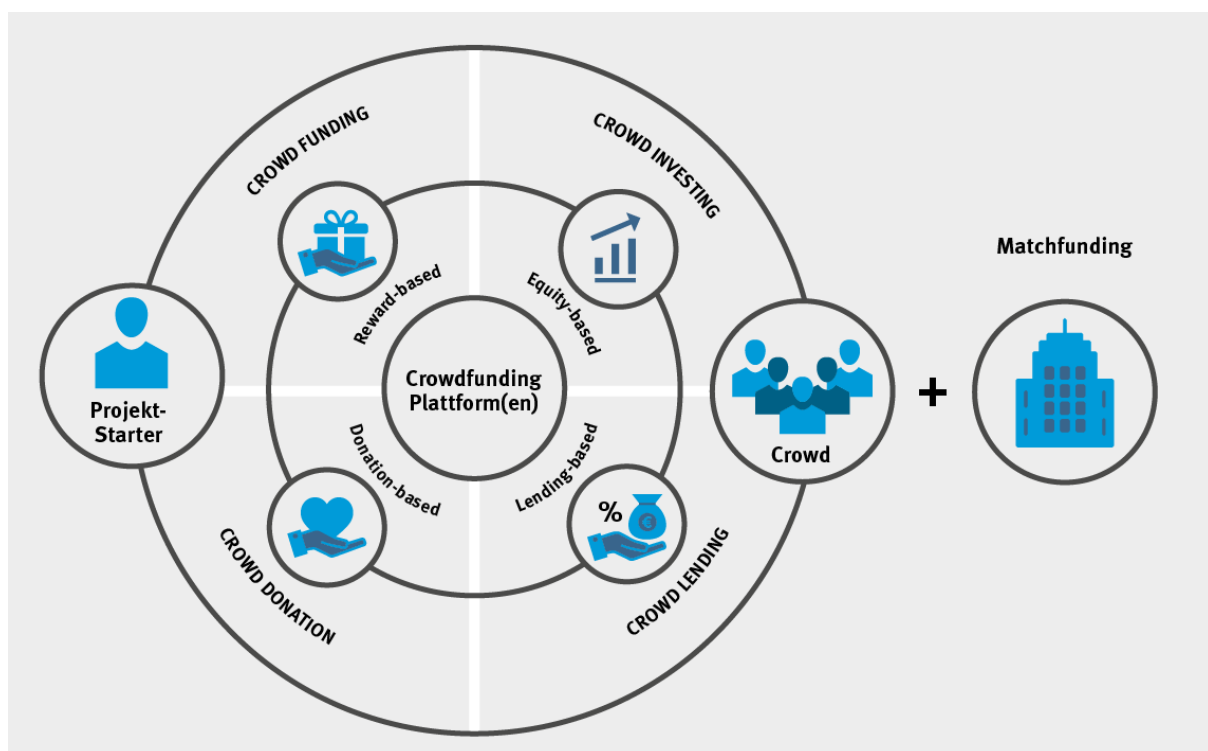 CROWD FUNDING
CROWD INVESTING
Matchfunding
Reward-based
Equity-based
Projekt-
Starter
Crowdfunding
Plattform(en)
Crowd
Donation-based
Lending-based
%
€
CROWD DONATION
CROWD LENDING
+